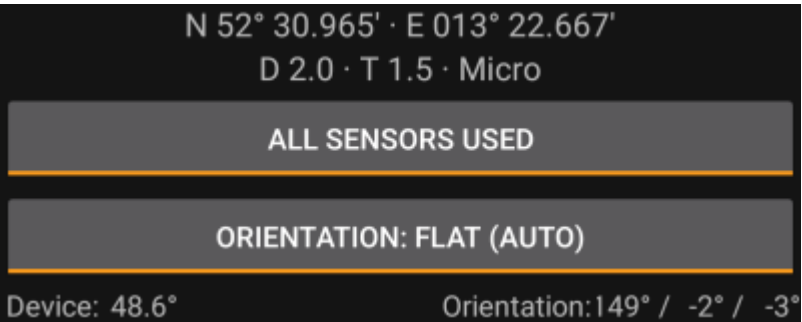 N 52° 30.965' · E 013° 22.667'
D 2.0 · T 1.5 · Micro
ALL SENSORS USED
ORIENTATION: FLAT (AUTO)
Device: 48.6° Orientation:149° / -2° / -3°